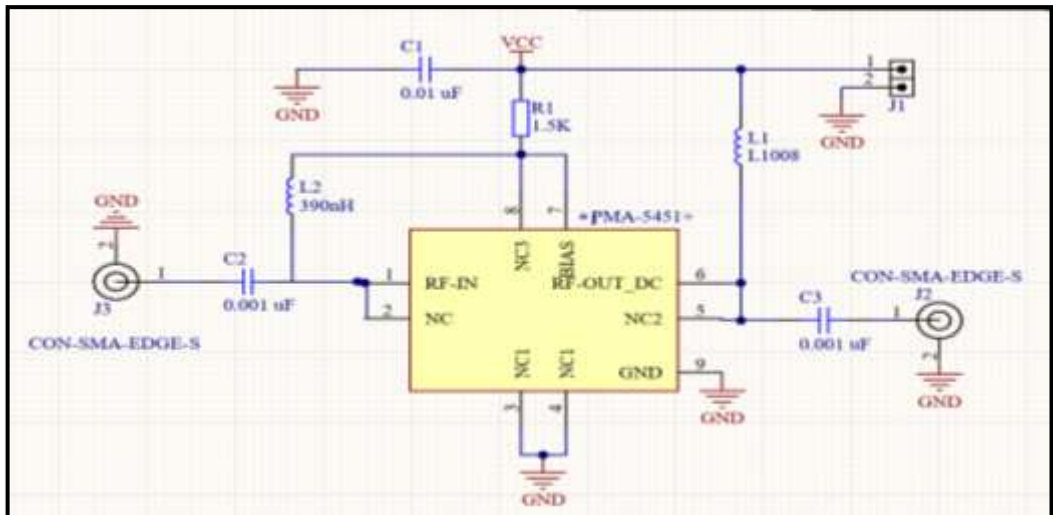 C1
VCC
0.01 uF
GND
R1
1.5K
1
2
J1
GND
L1
L1008
L2
390nH
GND
2
8
7
*PMA-5451+
C2
1
J3
0.001 uF
CON-SMA-EDGE-S
1
RF-IN
2
NC
NC3
BIAS
RF-OUT_DC
6
NC2
5
NC1
NC1
GND
9
3
4
GND
GND
C3
0.001 uF
CON-SMA-EDGE-S
J2
1
2
GND